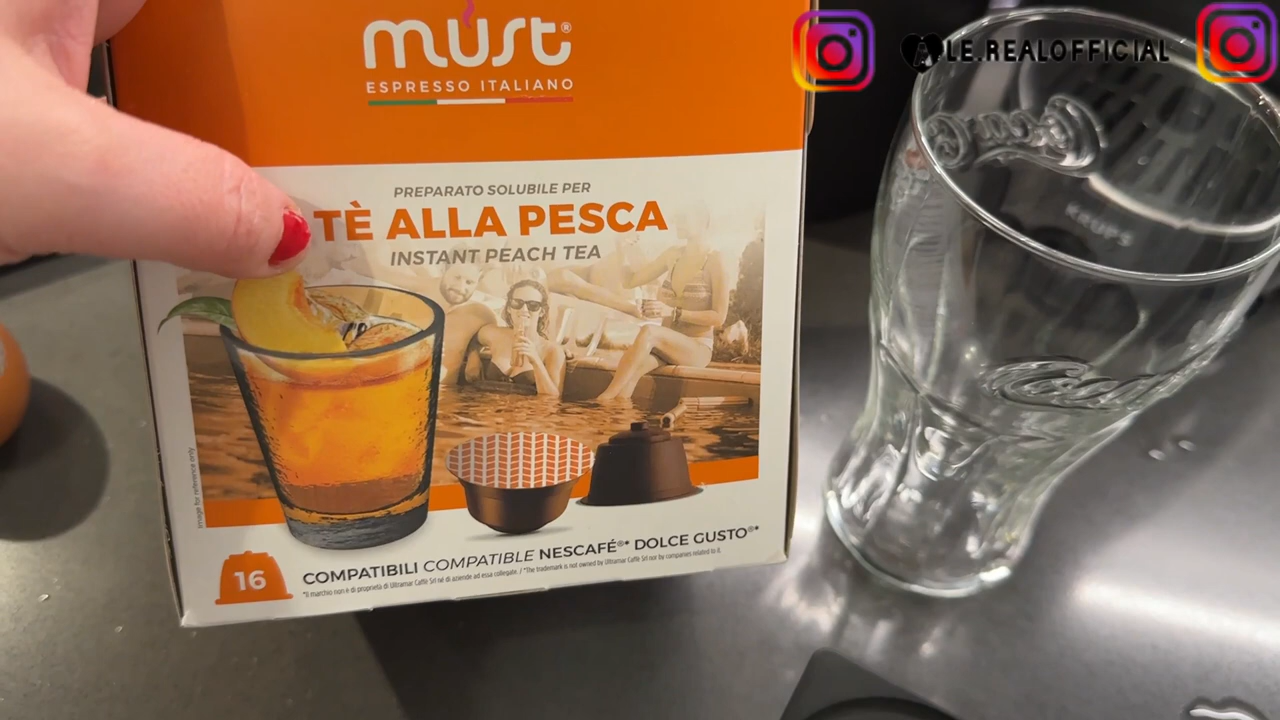 must®
ESPRESSO ITALIANO
PREPARATO SOLUBILE PER
TÈ ALLA PESCA
INSTANT PEACH TEA
Image for reference only
16
COMPATIBILI COMPATIBLE NESCAFÉ®* DOLCE GUSTO®*
*Il marchio non è di proprietà di Ultramar Caffè Srl né di aziende ad essa collegate. / *The trademark is not owned by Ultramar Caffè Srl nor by companies related to it.
LE.REALOFFICIAL
KRUPS